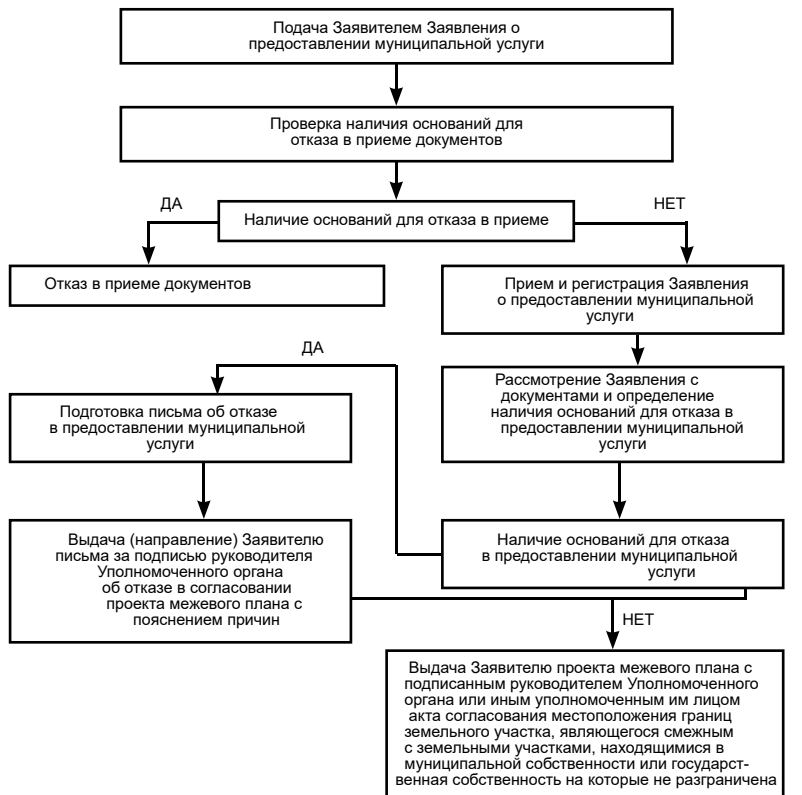 Подача Заявителем Заявления о
предоставлении муниципальной услуги
Проверка наличия оснований для
отказа в приеме документов
ДА
НЕТ
Наличие оснований для отказа в приеме
Отказ в приеме документов
Прием и регистрация Заявления
о предоставлении муниципальной
услуги
ДА
Рассмотрение Заявления с
документами и определение
наличия оснований для отказа в
предоставлении муниципальной
услуги
Подготовка письма об отказе
в предоставлении муниципальной
услуги
Выдача (направление) Заявителю
письма за подписью руководителя
Уполномоченного органа
об отказе в согласовании
проекта межевого плана с
пояснением причин
Наличие оснований для отказа
в предоставлении муниципальной
услуги
НЕТ
Выдача Заявителю проекта межевого плана с
подписанным руководителем Уполномоченного
органа или иным уполномоченным им лицом
акта согласования местоположения границ
земельного участка, являющегося смежным
с земельными участками, находящимися в
муниципальной собственности или государст-
венная собственность на которые не разграничена